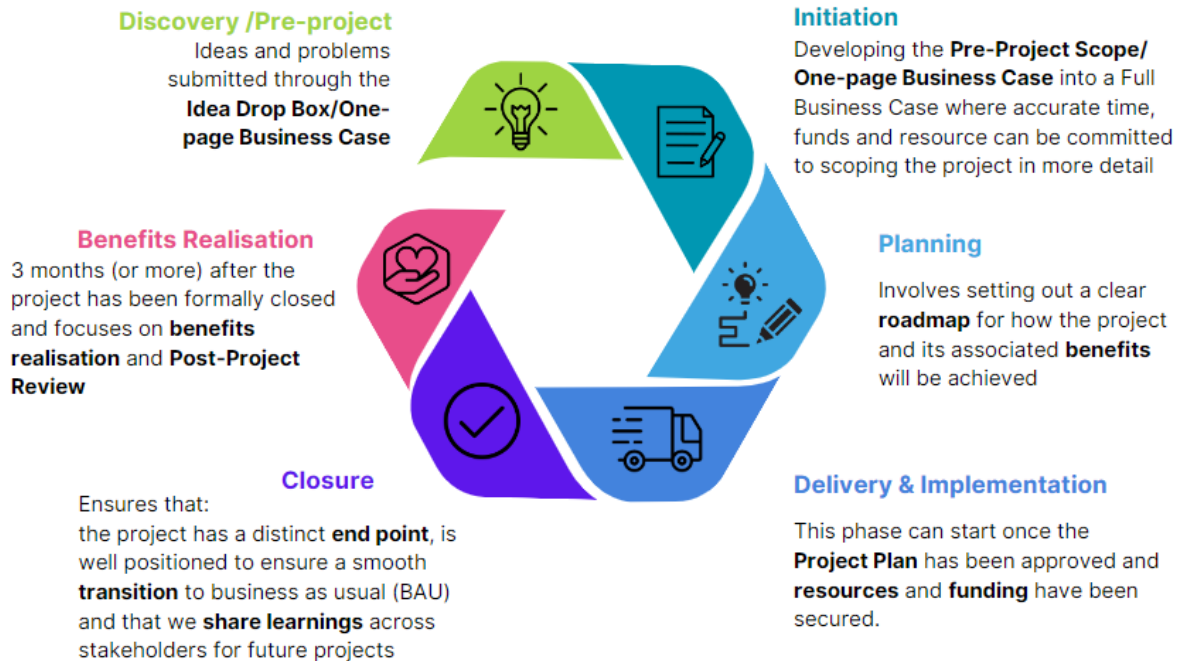 Discovery /Pre-project
Ideas and problems
submitted through the
Idea Drop Box/One-
page Business Case
Initiation
Developing the Pre-Project Scope/
One-page Business Case into a Full
Business Case where accurate time,
funds and resource can be committed
to scoping the project in more detail
Planning
Involves setting out a clear
roadmap for how the project
and its associated benefits
will be achieved
Delivery & Implementation
This phase can start once the
Project Plan has been approved and
resources and funding have been
secured.
Closure
Ensures that:
the project has a distinct end point, is
well positioned to ensure a smooth
transition to business as usual (BAU)
and that we share learnings across
stakeholders for future projects
Benefits Realisation
3 months (or more) after the
project has been formally closed
and focuses on benefits
realisation and Post-Project
Review